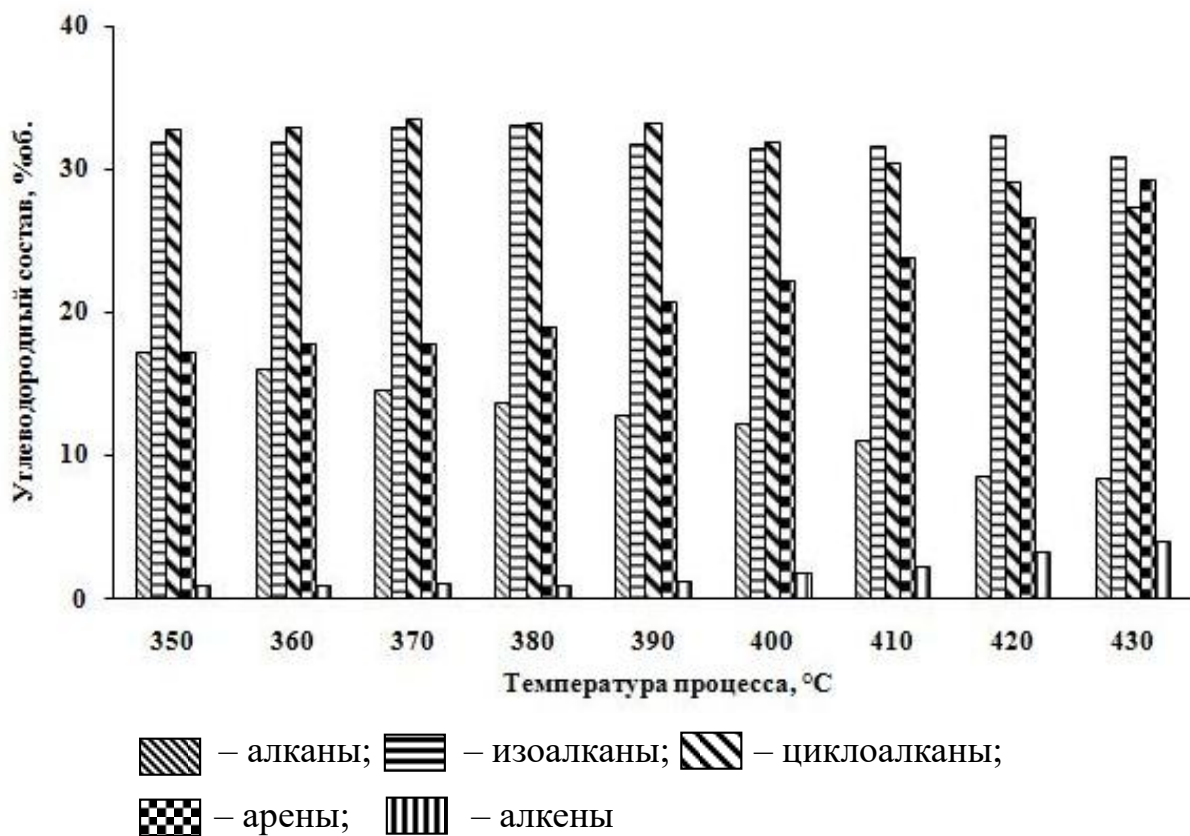 Углеводородный состав, %об.
40
30
20
10
0
350 360 370 380 390 400 410 420 430
Температура процесса, °C
– алканы; – изоалканы; – циклоалканы;
– арены; – алкены